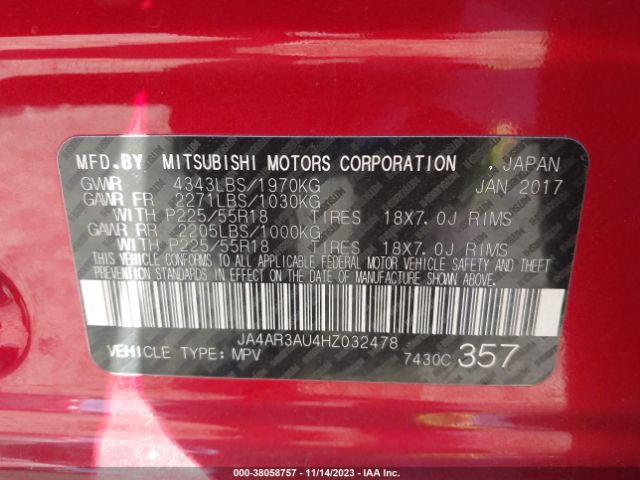 MFD.BY MITSUBISHI MOTORS CORPORATION , JAPAN
GVWR 4343LBS/1970KG JAN 2017
GAWR FR 2271LBS/1030KG
WITH P225/55R18 TIRES 18X7.0J RIMS
GAWR RR 2205LBS/1000KG
WITH P225/55R18 TIRES 18X7.0J RIMS
THIS VEHICLE CONFORMS TO ALL APPLICABLE FEDERAL MOTOR VEHICLE SAFETY AND THEFT
PREVENTION STANDARDS IN EFFECT ON THE DATE OF MANUFACTURE SHOWN ABOVE.
JA4AR3AU4HZ032478
VEHICLE TYPE: MPV 7430C 357
000-38058757 - 11/14/2023 - IAA Inc.